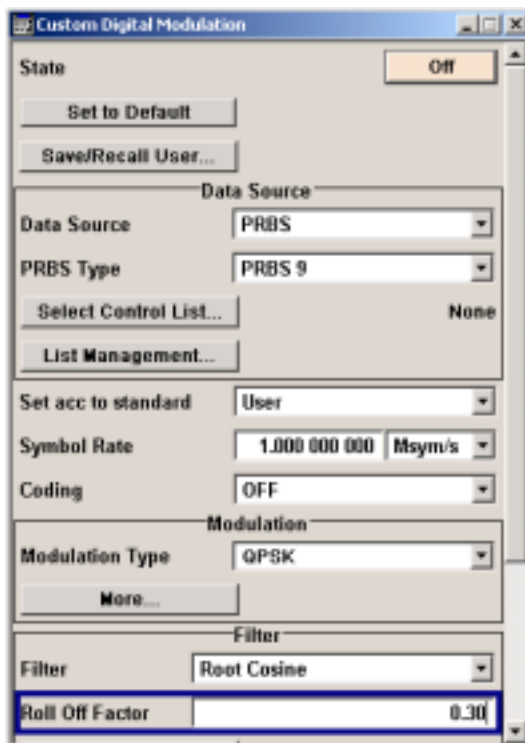 Custom Digital Modulation
State Off
Set to Default
Save/Recall User...
Data Source
Data Source PRBS
PRBS Type PRBS 9
Select Control List... None
List Management...
Set acc to standard User
Symbol Rate 1.000 000 000 Msym/s
Coding OFF
Modulation
Modulation Type QPSK
More...
Filter
Filter Root Cosine
Roll Off Factor 0.30